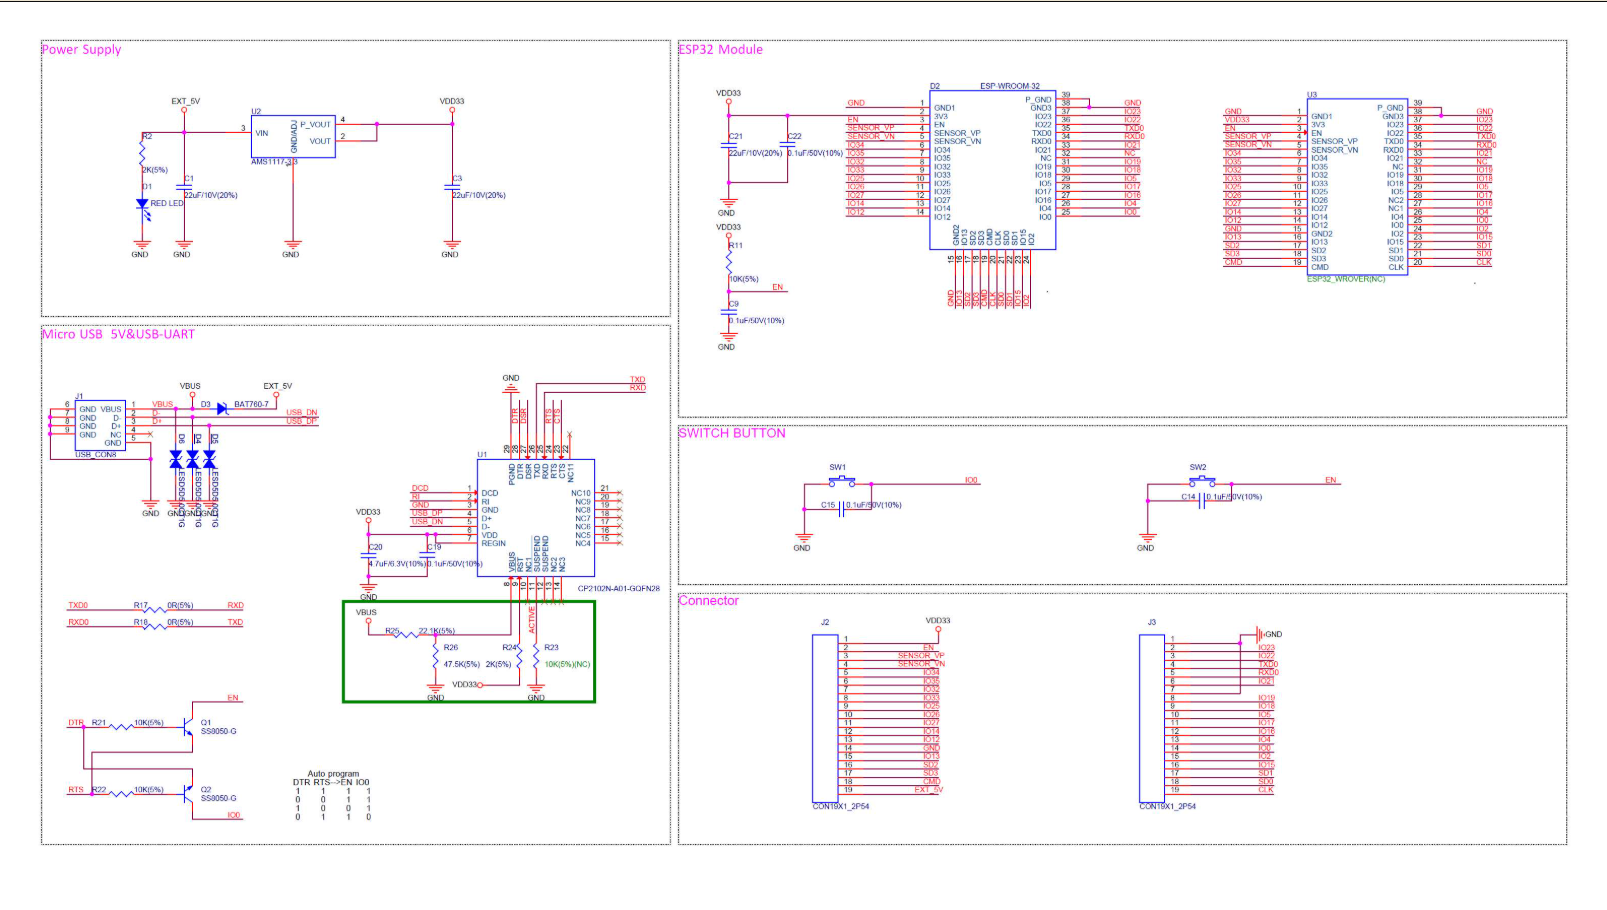 Power Supply
EXT_5V
VDD33
U2
R2
2K(5%)
D1
RED LED
C1
22uF/10V(20%)
3
VIN
GND/ADJ
P_VOUT
VOUT
4
2
1
AMS1117-3.3
C3
22uF/10V(20%)
GND
GND
GND
GND
ESP32 Module
VDD33
C21
22uF/10V(20%)
C22
0.1uF/50V(10%)
GND
VDD33
R11
10K(5%)
EN
C9
0.1uF/50V(10%)
GND
D2
ESP-WROOM-32
GND 1 GND1
2 3V3
EN 3 EN
SENSOR_VP 4 SENSOR_VP
SENSOR_VN 5 SENSOR_VN
IO34 6 IO34
IO35 7 IO35
IO32 8 IO32
IO33 9 IO33
IO25 10 IO25
IO26 11 IO26
IO27 12 IO27
IO14 13 IO14
IO12 14 IO12
P_GND 39
GND3 38 GND
IO23 37 IO23
IO22 36 IO22
TXD0 35 TXD0
RXD0 34 RXD0
IO21 33 IO21
NC 32 NC
IO19 31 IO19
IO18 30 IO18
IO5 29 IO5
IO17 28 IO17
IO16 27 IO16
IO4 26 IO4
IO0 25 IO0
GND2 IO13 SD2 SD3 CMD CLK SD0 SD1 IO15 IO2
15 16 17 18 19 20 21 22 23 24
GND IO13 SD2 SD3 CMD CLK SD0 SD1 IO15 IO2
U3
GND 1 GND1
VDD33 2 3V3
EN 3 EN
SENSOR_VP 4 SENSOR_VP
SENSOR_VN 5 SENSOR_VN
IO34 6 IO34
IO35 7 IO35
IO32 8 IO32
IO33 9 IO33
IO25 10 IO25
IO26 11 IO26
IO27 12 IO27
IO14 13 IO14
IO12 14 IO12
GND 15 GND2
IO13 16 IO13
SD2 17 SD2
SD3 18 SD3
CMD 19 CMD
P_GND 39
GND3 38 GND
IO23 37 IO23
IO22 36 IO22
TXD0 35 TXD0
RXD0 34 RXD0
IO21 33 IO21
NC 32 NC
IO19 31 IO19
IO18 30 IO18
IO5 29 IO5
NC2 28 IO17
NC1 27 IO16
IO4 26 IO4
IO0 25 IO0
IO2 24 IO2
IO15 23 IO15
SD1 22 SD1
SD0 21 SD0
CLK 20 CLK
ESP32_WROVER(NC)
Micro USB 5V&USB-UART
VBUS
EXT_5V
J1
6 GND
7 GND
8 GND
9 GND
VBUS 1 VBUS
D- 2 D-
D+ 3 D+
NC 4
GND 5
USB_CON8
D3
BAT760-7
USB_DN
USB_DP
D6
D4
D5
GND
GND
GND
GND
GND
TXD
RXD
DTR DSR RTS CTS
29 28 27 26 25 24 23 22
PGND DTR DSR TXD RXD RTS CTS NC11
U1
DCD 1 DCD
RI 2 RI
GND 3 GND
USB_DP 4 D+
USB_DN 5 D-
6 VDD
7 REGIN
NC10 21
NC9 20
NC8 19
NC7 18
NC6 17
NC5 16
NC4 15
VBUS RST NC1 SUSPEND SUSPEND NC2 NC3
8 9 10 11 12 13 14
CP2102N-A01-GQFN28
VDD33
C20
4.7uF/6.3V(10%)
C19
0.1uF/50V(10%)
GND
VBUS
R25
22.1K(5%)
R26
47.5K(5%)
GND
R24
2K(5%)
VDD33
ACTIVE
R23
10K(5%)(NC)
GND
TXD0 R17 0R(5%) RXD
RXD0 R18 0R(5%) TXD
EN
DTR R21 10K(5%)
Q1
SS8050-G
RTS R22 10K(5%)
Q2
SS8050-G
IO0
Auto program
DTR RTS-->EN IO0
1 1 1 1
0 0 1 1
1 0 0 1
0 1 1 0
SWITCH BUTTON
SW1
IO0
C15
0.1uF/50V(10%)
GND
SW2
EN
C14
0.1uF/50V(10%)
GND
Connector
J2
VDD33
1
2 EN
3 SENSOR_VP
4 SENSOR_VN
5 IO34
6 IO35
7 IO32
8 IO33
9 IO25
10 IO26
11 IO27
12 IO14
13 IO12
14 GND
15 IO13
16 SD2
17 SD3
18 CMD
19 EXT_5V
CON19X1_2P54
J3
1 GND
2 IO23
3 IO22
4 TXD0
5 RXD0
6 IO21
7
8 IO19
9 IO18
10 IO5
11 IO17
12 IO16
13 IO4
14 IO0
15 IO2
16 IO15
17 SD1
18 SD0
19 CLK
CON19X1_2P54